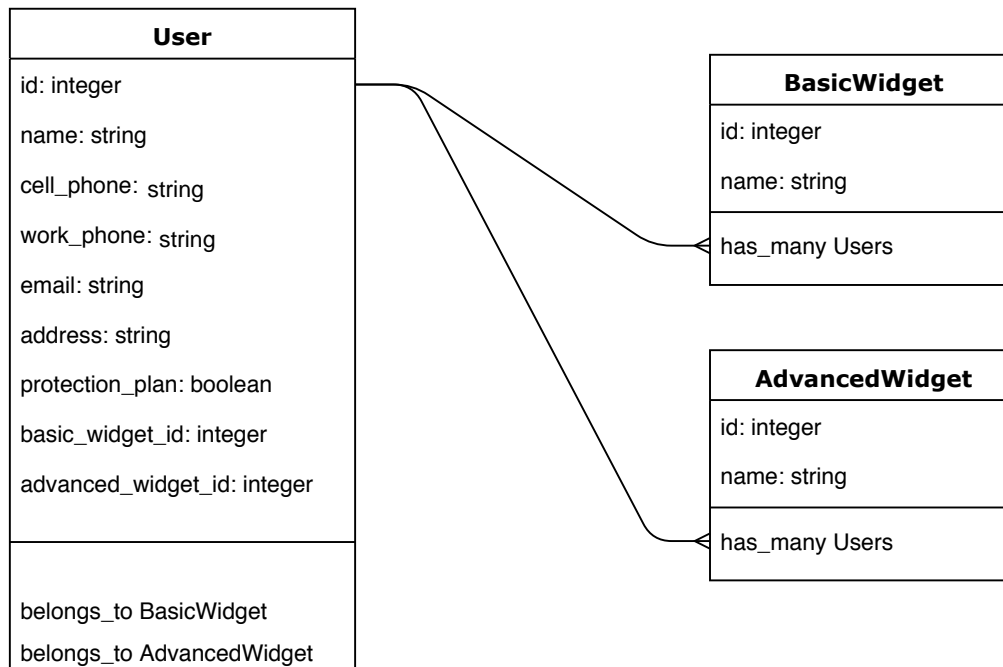 User
id: integer
name: string
cell_phone: string
work_phone: string
email: string
address: string
protection_plan: boolean
basic_widget_id: integer
advanced_widget_id: integer
belongs_to BasicWidget
belongs_to AdvancedWidget
BasicWidget
id: integer
name: string
has_many Users
AdvancedWidget
id: integer
name: string
has_many Users